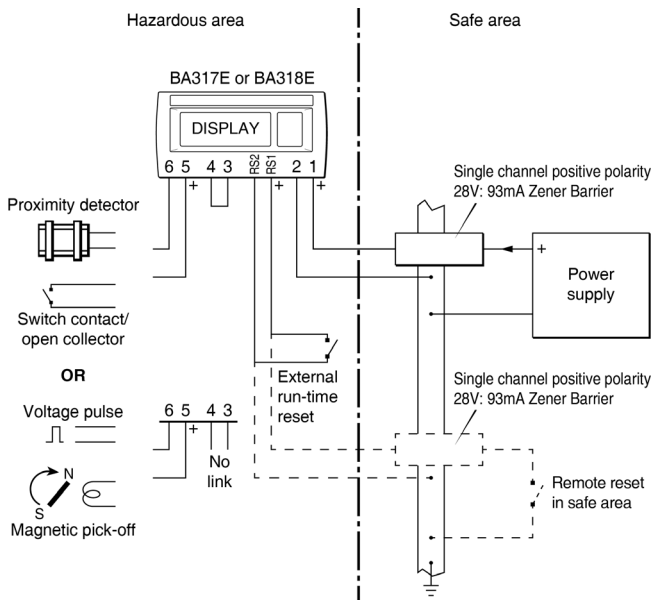 Hazardous area
Safe area
BA317E or BA318E
DISPLAY
6 5 4 3 RS2 RS1 2 1
+ + +
Single channel positive polarity
28V: 93mA Zener Barrier
Proximity detector
+
Power
supply
Switch contact/
open collector
External
run-time
reset
OR
Single channel positive polarity
28V: 93mA Zener Barrier
Voltage pulse
6 5 4 3
+
No
link
N
S
Magnetic pick-off
Remote reset
in safe area